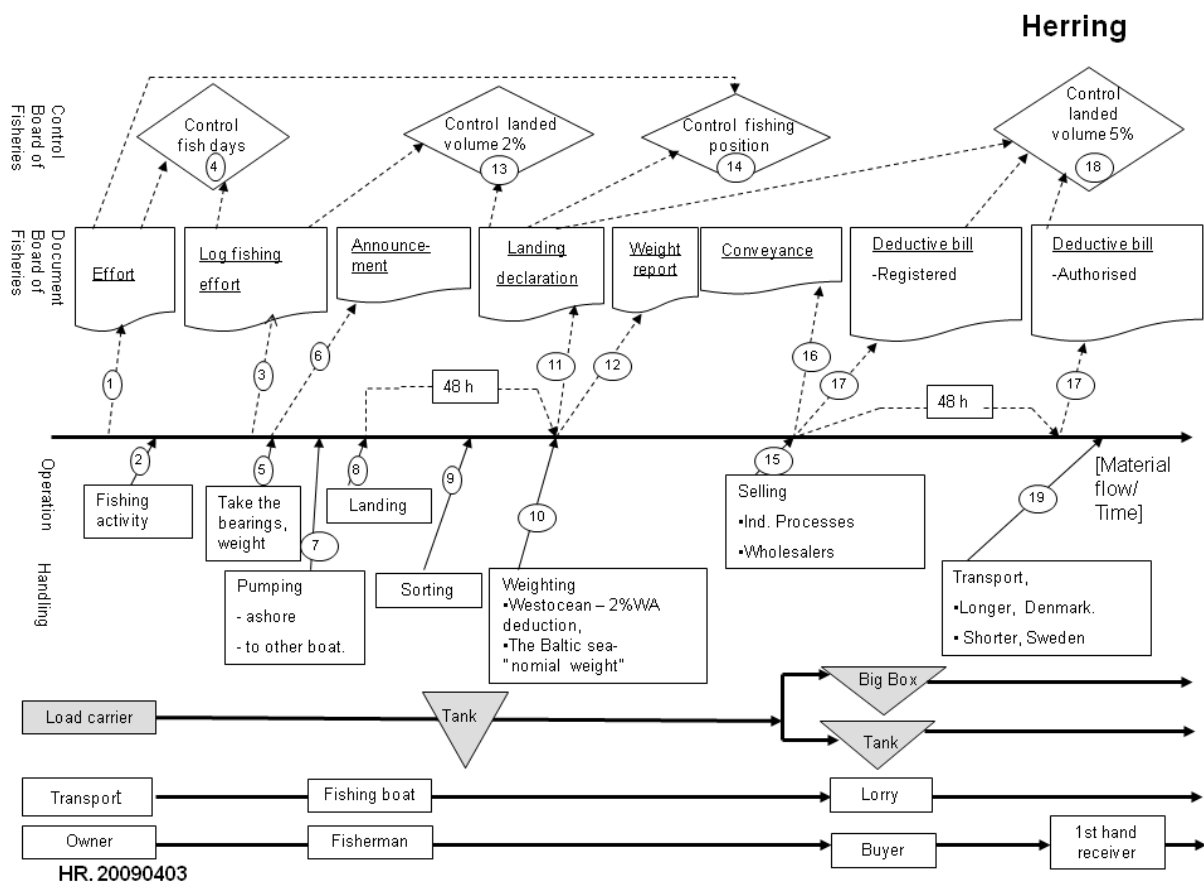 Herring
Control
Board of
Fisheries
Control
fish days
4
Control landed
volume 2%
13
Control fishing
position
14
Control
landed
volume 5%
18
Document
Board of
Fisheries
Effort
Log fishing
effort
Announce-
ment
Landing
declaration
Weight
report
Conveyance
Deductive bill
-Registered
Deductive bill
-Authorised
1
3
6
48 h
11
12
16
17
48 h
17
Operation
Handling
2
Fishing
activity
5
Take the
bearings,
weight
7
Pumping
- ashore
- to other boat.
8
Landing
9
Sorting
10
Weighting
▪Westocean – 2%WA
deduction,
▪The Baltic sea-
"nomial weight"
15
Selling
▪Ind. Processes
▪Wholesalers
19
Transport,
▪Longer, Denmark.
▪ Shorter, Sweden
[Material
flow/
Time]
Load carrier
Tank
Big Box
Tank
Transport
Fishing boat
Lorry
Owner
Fisherman
Buyer
1st hand
receiver
HR. 20090403